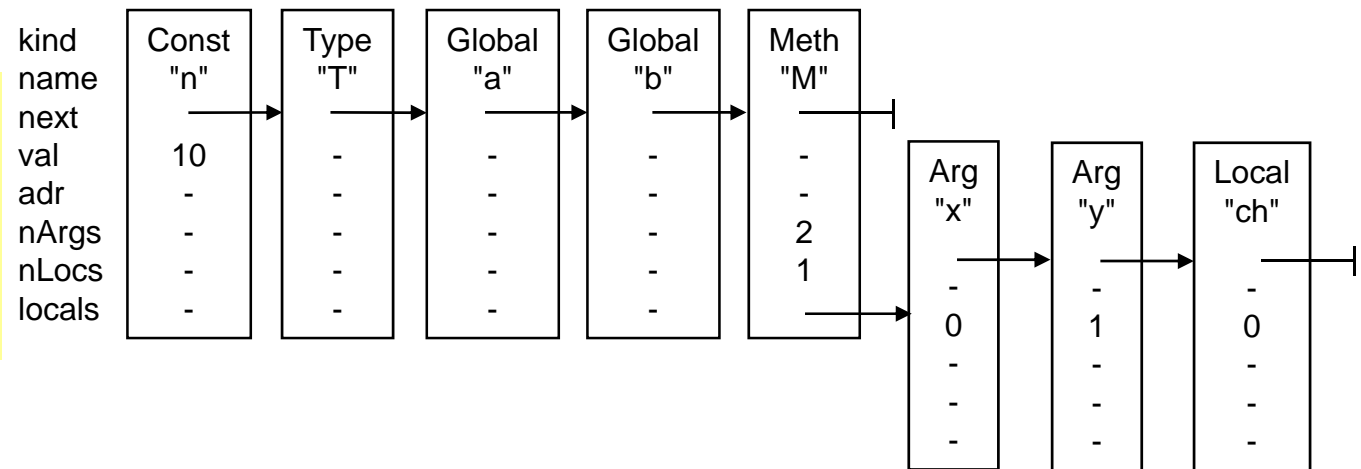 kind Const Type Global Global Meth
name "n" "T" "a" "b" "M"
next
val 10 - - - -
adr - - - - -
nArgs - - - - 2
nLocs - - - - 1
locals - - - -
Arg Arg Local
"x" "y" "ch"
- - -
0 1 0
- - -
- - -
- - -